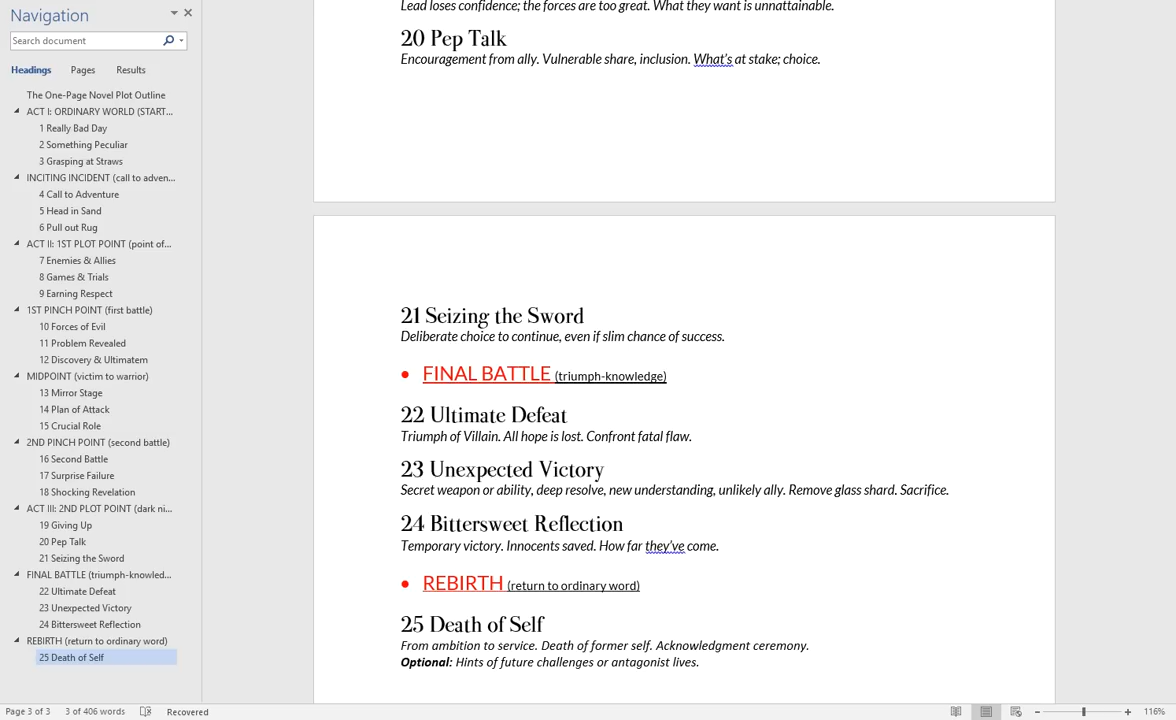 Navigation
Search document
Headings Pages Results
The One-Page Novel Plot Outline
ACT I: ORDINARY WORLD (START...
1 Really Bad Day
2 Something Peculiar
3 Grasping at Straws
INCITING INCIDENT (call to adven...
4 Call to Adventure
5 Head in Sand
6 Pull out Rug
ACT II: 1ST PLOT POINT (point of...
7 Enemies & Allies
8 Games & Trials
9 Earning Respect
1ST PINCH POINT (first battle)
10 Forces of Evil
11 Problem Revealed
12 Discovery & Ultimatem
MIDPOINT (victim to warrior)
13 Mirror Stage
14 Plan of Attack
15 Crucial Role
2ND PINCH POINT (second battle)
16 Second Battle
17 Surprise Failure
18 Shocking Revelation
ACT III: 2ND PLOT POINT (dark ni...
19 Giving Up
20 Pep Talk
21 Seizing the Sword
FINAL BATTLE (triumph-knowled...
22 Ultimate Defeat
23 Unexpected Victory
24 Bittersweet Reflection
REBIRTH (return to ordinary word)
25 Death of Self
Lead loses confidence; the forces are too great. What they want is unattainable.
20 Pep Talk
Encouragement from ally. Vulnerable share, inclusion. What's at stake; choice.
21 Seizing the Sword
Deliberate choice to continue, even if slim chance of success.
• FINAL BATTLE (triumph-knowledge)
22 Ultimate Defeat
Triumph of Villain. All hope is lost. Confront fatal flaw.
23 Unexpected Victory
Secret weapon or ability, deep resolve, new understanding, unlikely ally. Remove glass shard. Sacrifice.
24 Bittersweet Reflection
Temporary victory. Innocents saved. How far they've come.
• REBIRTH (return to ordinary word)
25 Death of Self
From ambition to service. Death of former self. Acknowledgment ceremony.
Optional: Hints of future challenges or antagonist lives.
Page 3 of 3 3 of 406 words Recovered 116%